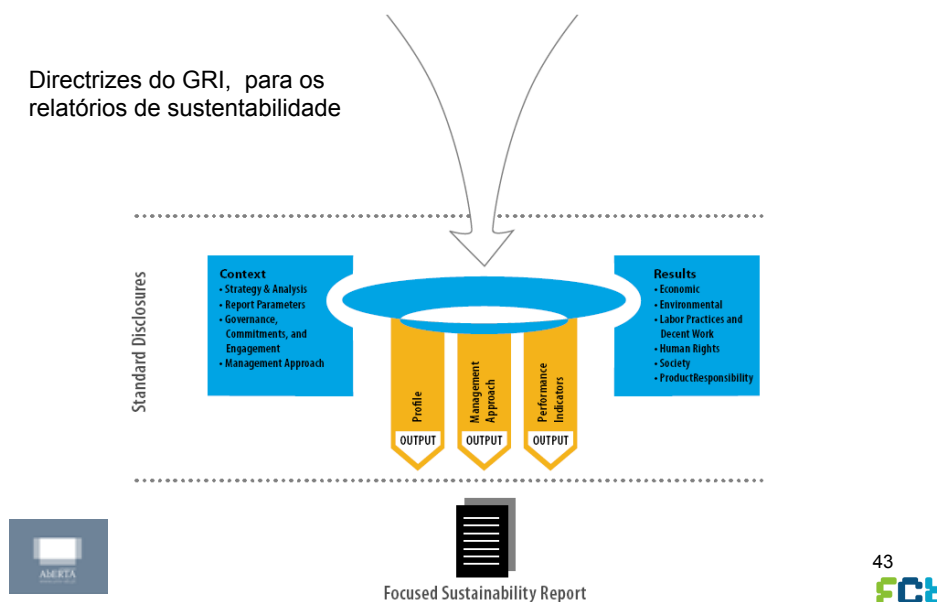 Directrizes do GRI, para os
relatórios de sustentabilidade
Standard Disclosures
Context
• Strategy & Analysis
• Report Parameters
• Governance,
Commitments, and
Engagement
• Management Approach
Results
• Economic
• Environmental
• Labor Practices and
Decent Work
• Human Rights
• Society
• ProductResponsibility
Profile
OUTPUT
Management
Approach
OUTPUT
Performance
Indicators
OUTPUT
Focused Sustainability Report
ABERTA
43
FCt